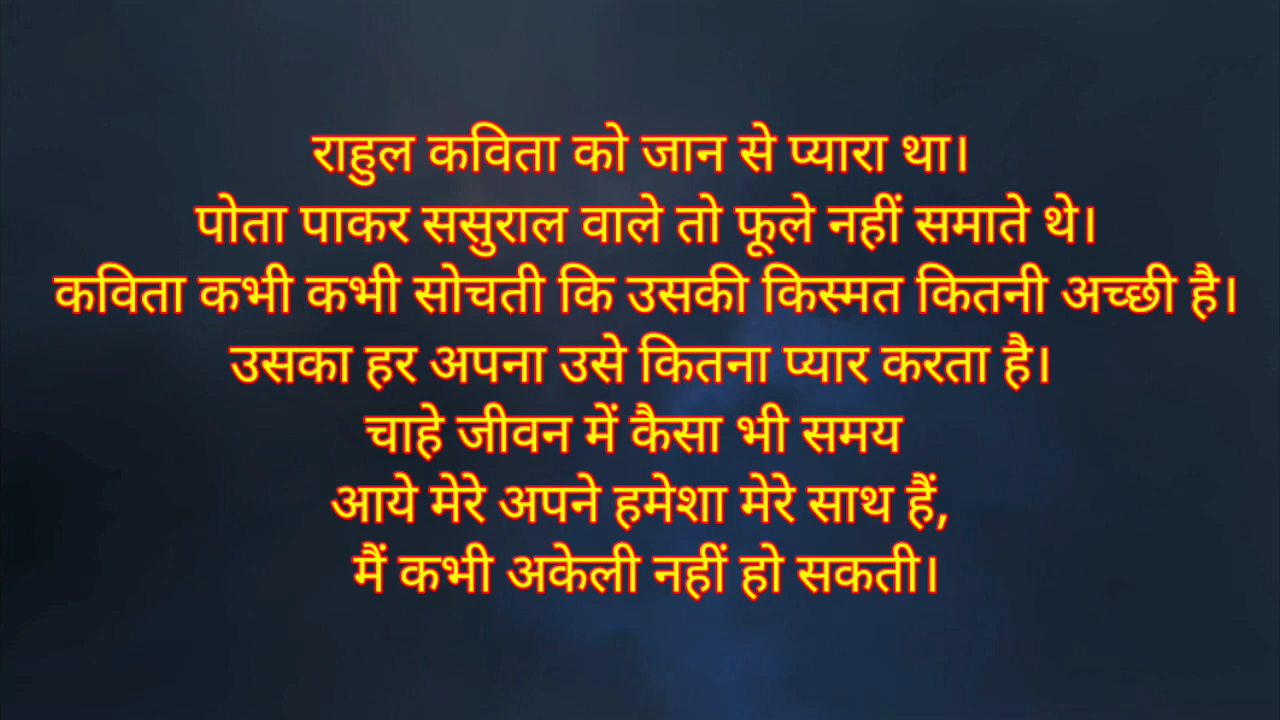 राहुल कविता को जान से प्यारा था।
पोता पाकर ससुराल वाले तो फूले नहीं समाते थे।
कविता कभी कभी सोचती कि उसकी किस्मत कितनी अच्छी है।
उसका हर अपना उसे कितना प्यार करता है।
चाहे जीवन में कैसा भी समय
आये मेरे अपने हमेशा मेरे साथ हैं,
मैं कभी अकेली नहीं हो सकती।